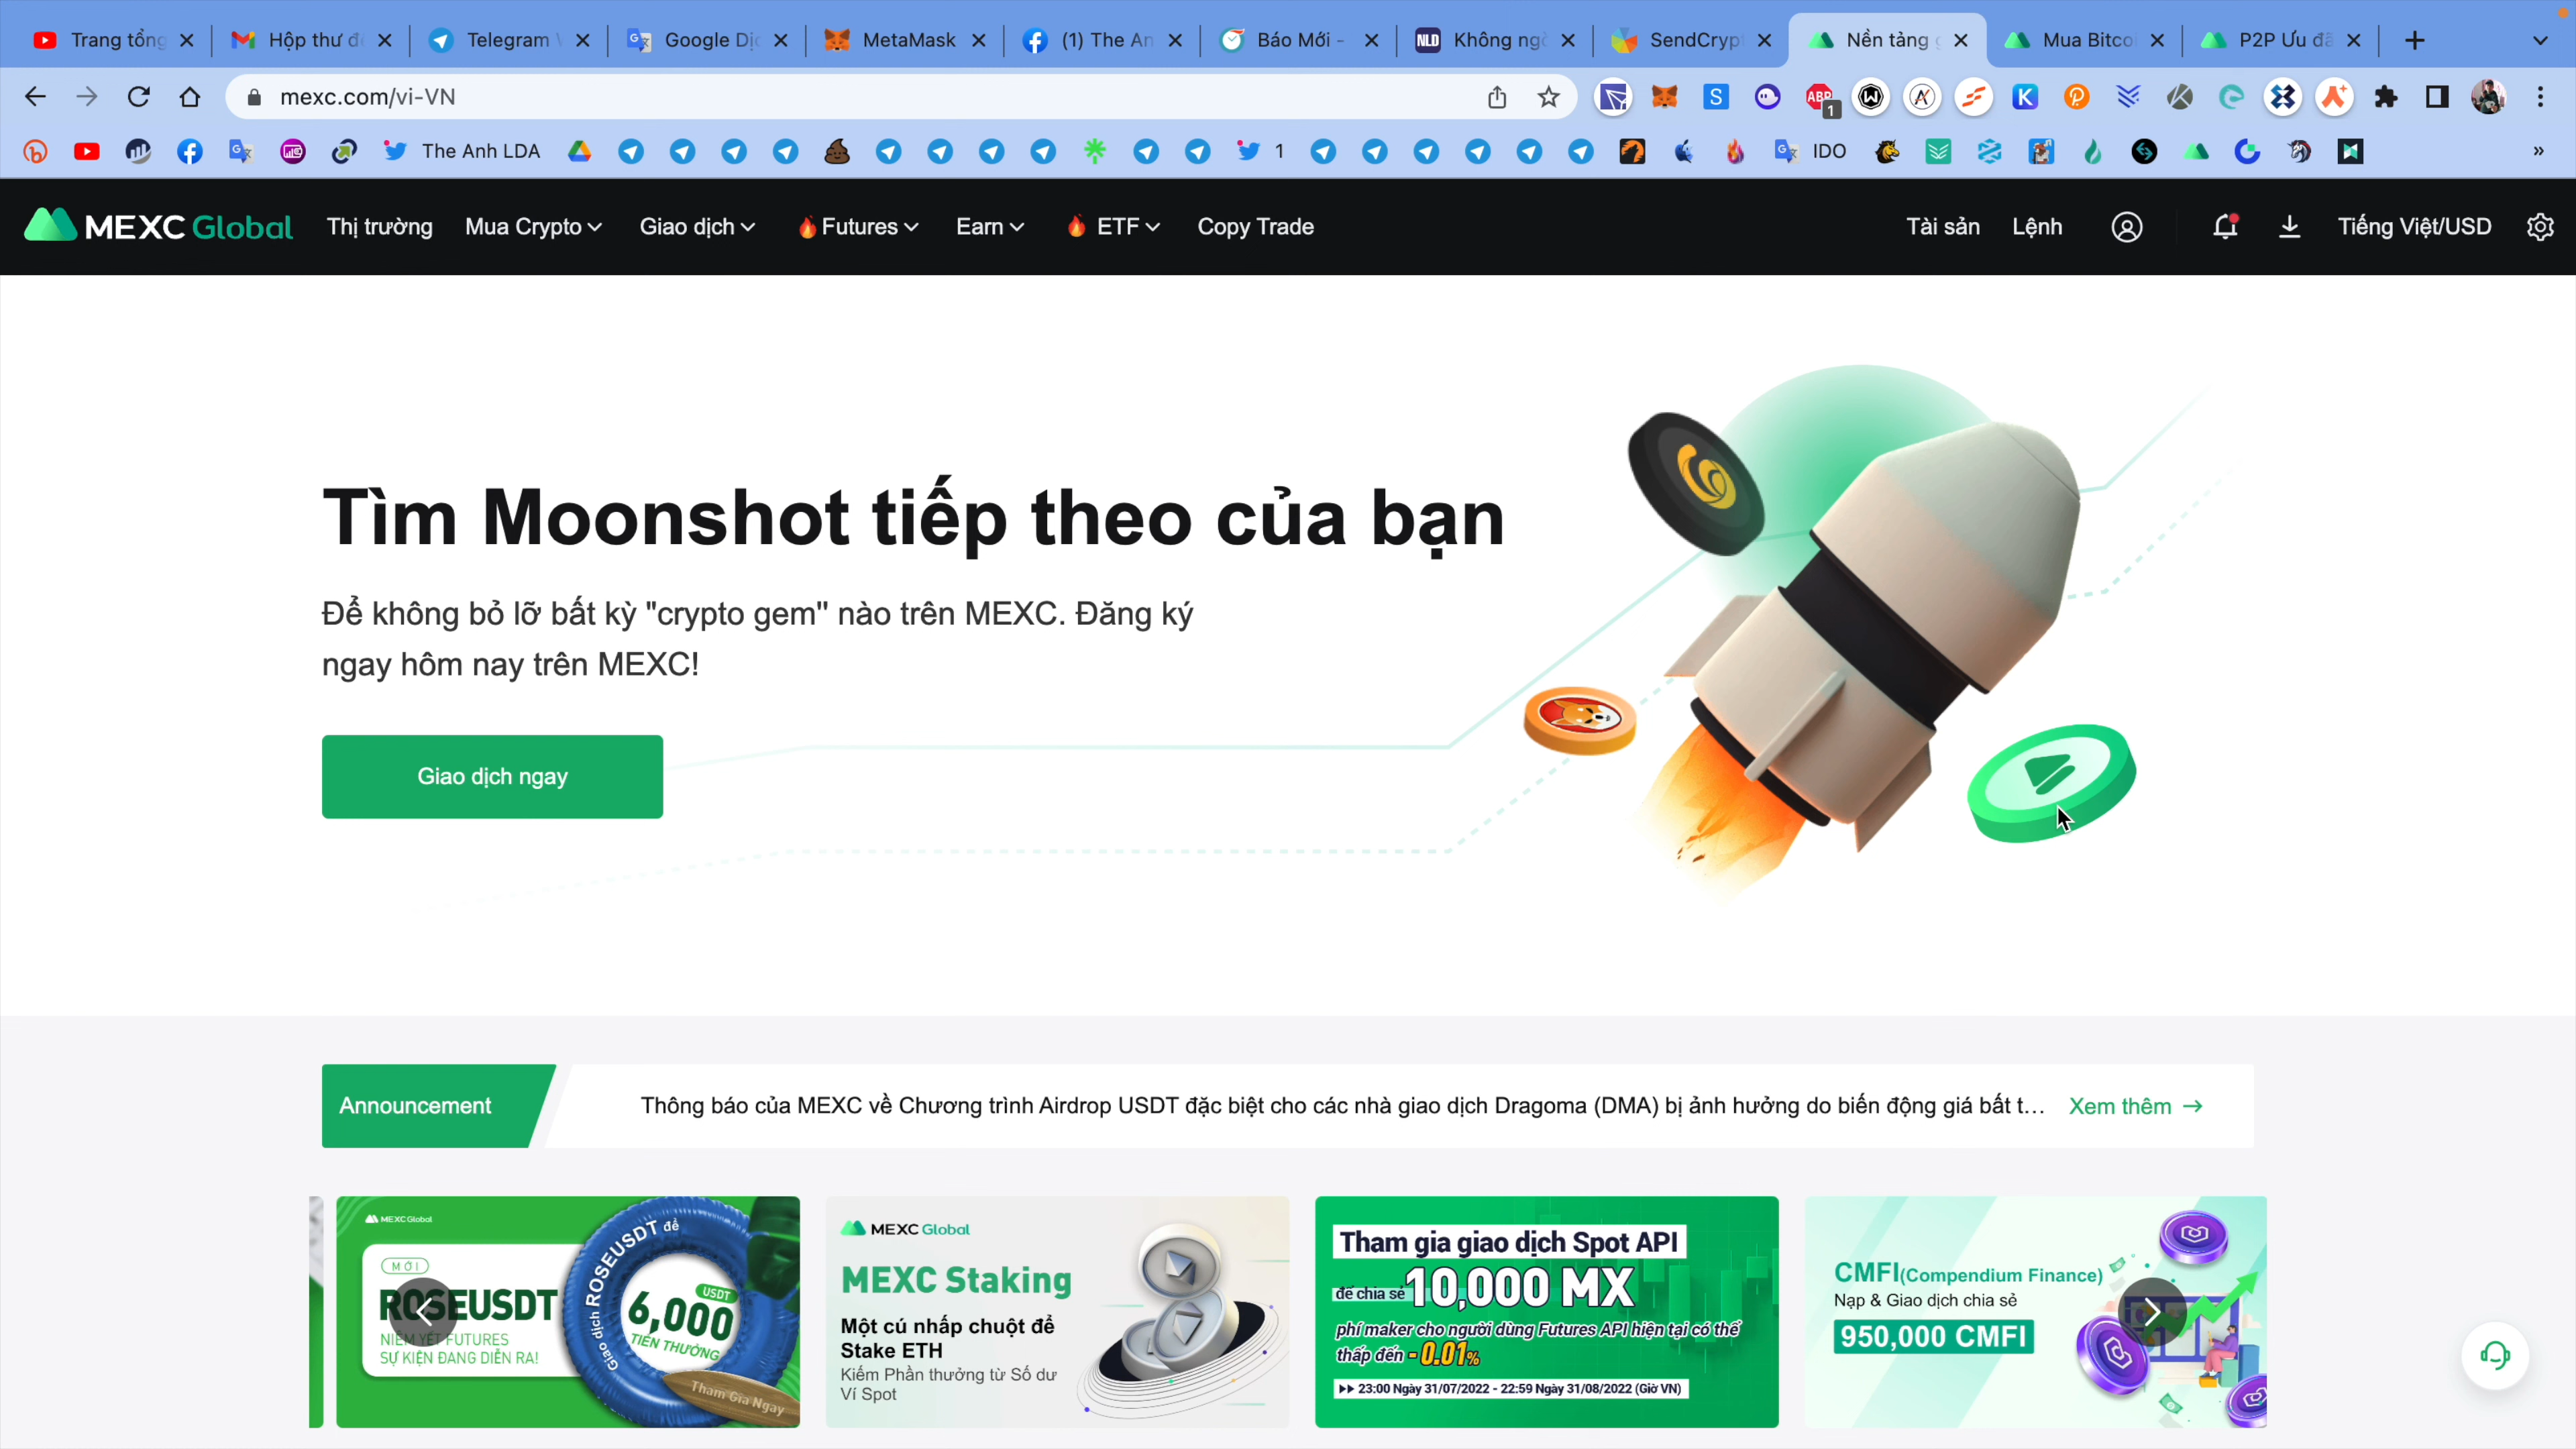 Trang tổng
Hộp thư đ
Telegram
Google Dị
MetaMask
(1) The An
Báo Mới -
Không ng
SendCryp
Nền tảng
Mua Bitco
P2P Ưu đã
mexc.com/vi-VN
ABP
1
The Anh LDA
1
IDO
MEXC Global
Thị trường
Mua Crypto
Giao dịch
Futures
Earn
ETF
Copy Trade
Tài sản
Lệnh
Tiếng Việt/USD
Tìm Moonshot tiếp theo của bạn
Để không bỏ lỡ bất kỳ "crypto gem" nào trên MEXC. Đăng ký
ngay hôm nay trên MEXC!
Giao dịch ngay
Announcement
Thông báo của MEXC về Chương trình Airdrop USDT đặc biệt cho các nhà giao dịch Dragoma (DMA) bị ảnh hưởng do biến động giá bất t...
Xem thêm →
MEXC Global
MỚI
ROSEUSDT
NIÊM YẾT FUTURES
SỰ KIỆN ĐANG DIỄN RA!
Giao dịch ROSEUSDT để
6,000
USDT
TIỀN THƯỞNG
Tham Gia Ngay
MEXC Global
MEXC Staking
Một cú nhấp chuột để
Stake ETH
Kiếm Phần thưởng từ Số dư
Ví Spot
Tham gia giao dịch Spot API
để chia sẻ 10,000 MX
phí maker cho người dùng Futures API hiện tại có thể
thấp đến - 0.01%
23:00 Ngày 31/07/2022 - 22:59 Ngày 31/08/2022 (Giờ VN)
CMFI(Compendium Finance)
Nạp & Giao dịch chia sẻ
950,000 CMFI